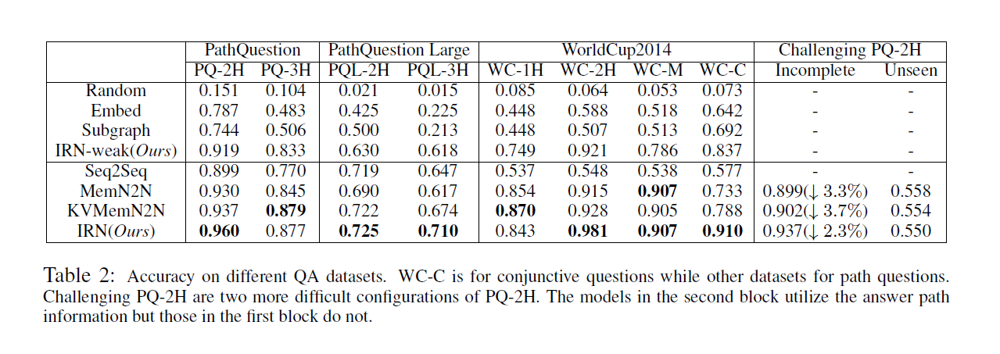 PathQuestion PathQuestion Large WorldCup2014 Challenging PQ-2H
PQ-2H PQ-3H PQL-2H PQL-3H WC-1H WC-2H WC-M WC-C Incomplete Unseen
Random 0.151 0.104 0.021 0.015 0.085 0.064 0.053 0.073 - -
Embed 0.787 0.483 0.425 0.225 0.448 0.588 0.518 0.642 - -
Subgraph 0.744 0.506 0.500 0.213 0.448 0.507 0.513 0.692 - -
IRN-weak(Ours) 0.919 0.833 0.630 0.618 0.749 0.921 0.786 0.837 - -
Seq2Seq 0.899 0.770 0.719 0.647 0.537 0.548 0.538 0.577 - -
MemN2N 0.930 0.845 0.690 0.617 0.854 0.915 0.907 0.733 0.899(↓ 3.3%) 0.558
KVMemN2N 0.937 0.879 0.722 0.674 0.870 0.928 0.905 0.788 0.902(↓ 3.7%) 0.554
IRN(Ours) 0.960 0.877 0.725 0.710 0.843 0.981 0.907 0.910 0.937(↓ 2.3%) 0.550
Table 2: Accuracy on different QA datasets. WC-C is for conjunctive questions while other datasets for path questions.
Challenging PQ-2H are two more difficult configurations of PQ-2H. The models in the second block utilize the answer path
information but those in the first block do not.